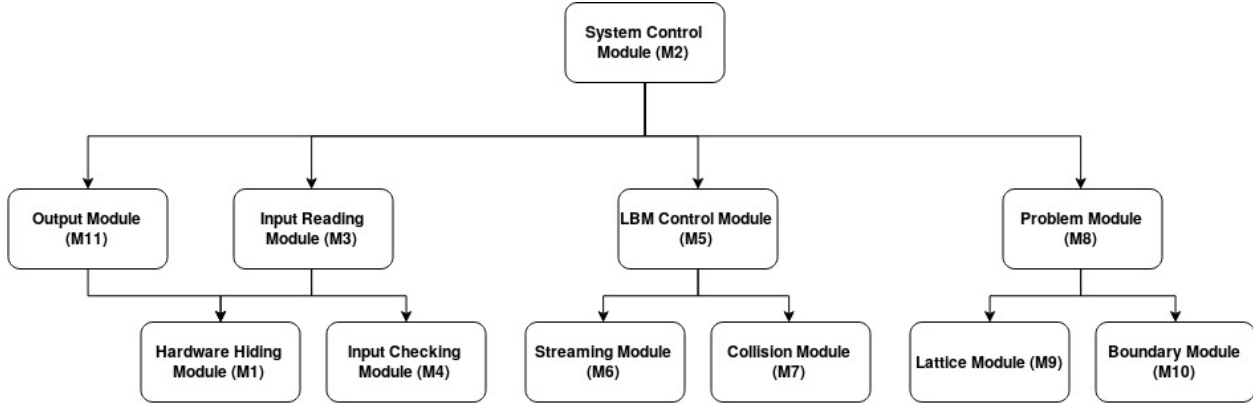 System Control
Module (M2)
Output Module
(M11)
Input Reading
Module (M3)
LBM Control Module
(M5)
Problem Module
(M8)
Hardware Hiding
Module (M1)
Input Checking
Module (M4)
Streaming Module
(M6)
Collision Module
(M7)
Lattice Module (M9)
Boundary Module
(M10)